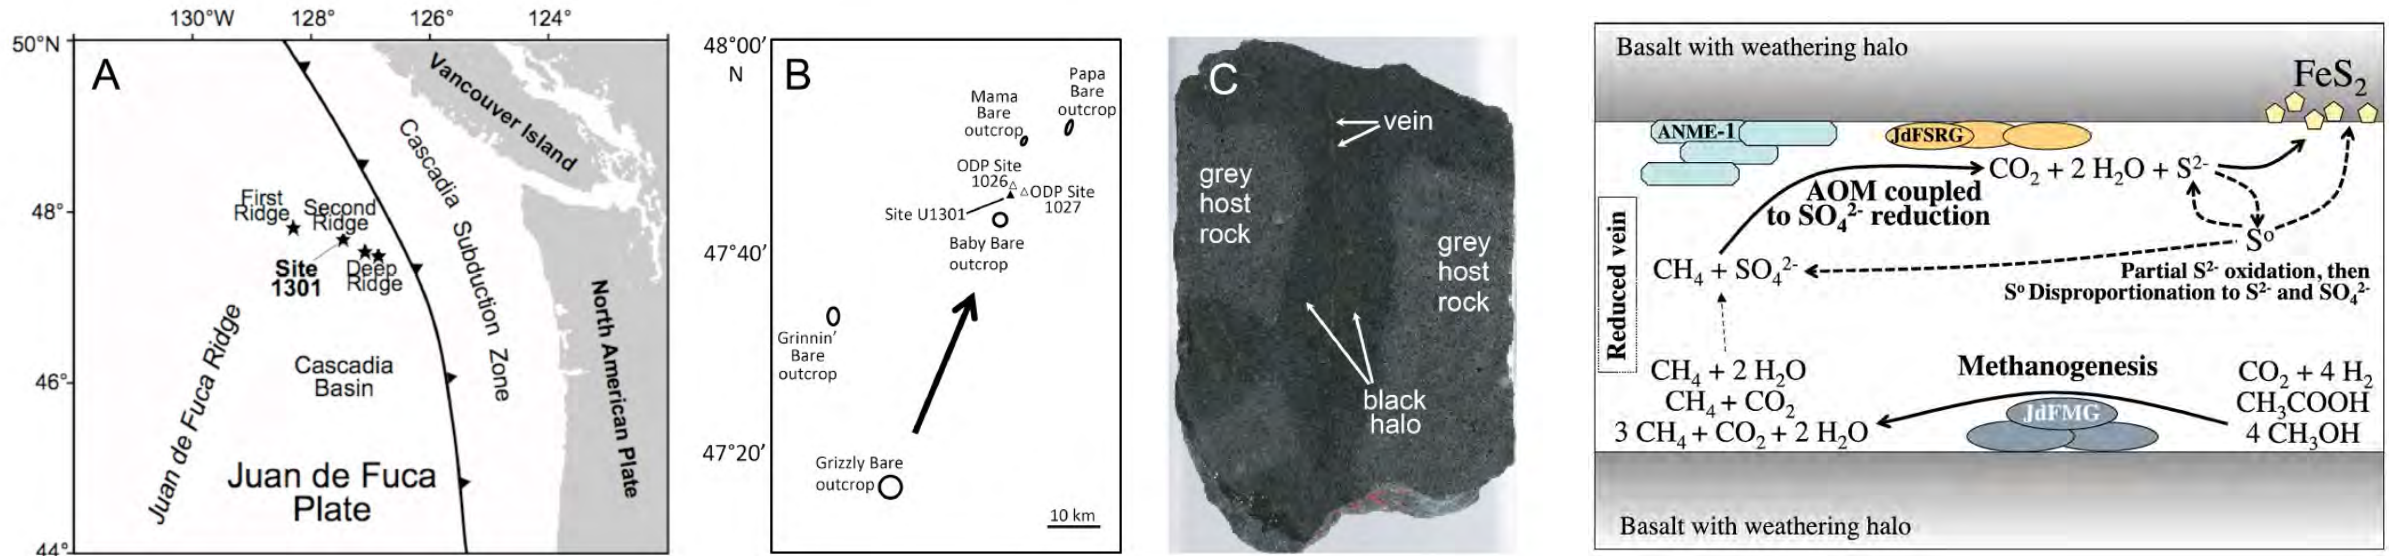 130°W 128° 126° 124°
50°N
48°
46°
44°
A
Vancouver Island
Cascadia Subduction Zone
First
Ridge
Second
Ridge
Site
1301
Deep
Ridge
Juan de Fuca Ridge
Cascadia
Basin
North American Plate
Juan de Fuca
Plate
48°00′
N
47°40′
47°20′
B
Papa
Bare
outcrop
Mama
Bare
outcrop
ODP Site
1026
ODP Site
1027
Site U1301
Baby Bare
outcrop
Grinnin’
Bare
outcrop
Grizzly Bare
outcrop
10 km
C
vein
grey
host
rock
grey
host
rock
black
halo
Basalt with weathering halo
FeS₂
ANME-1
JdFSRG
CO₂ + 2 H₂O + S²⁻
AOM coupled
to SO₄²⁻ reduction
S⁰
CH₄ + SO₄²⁻
Partial S²⁻ oxidation, then
S⁰ Disproportionation to S²⁻ and SO₄²⁻
Reduced vein
Methanogenesis
CH₄ + 2 H₂O
CH₄ + CO₂
3 CH₄ + CO₂ + 2 H₂O
JdFMG
CO₂ + 4 H₂
CH₃COOH
4 CH₃OH
Basalt with weathering halo